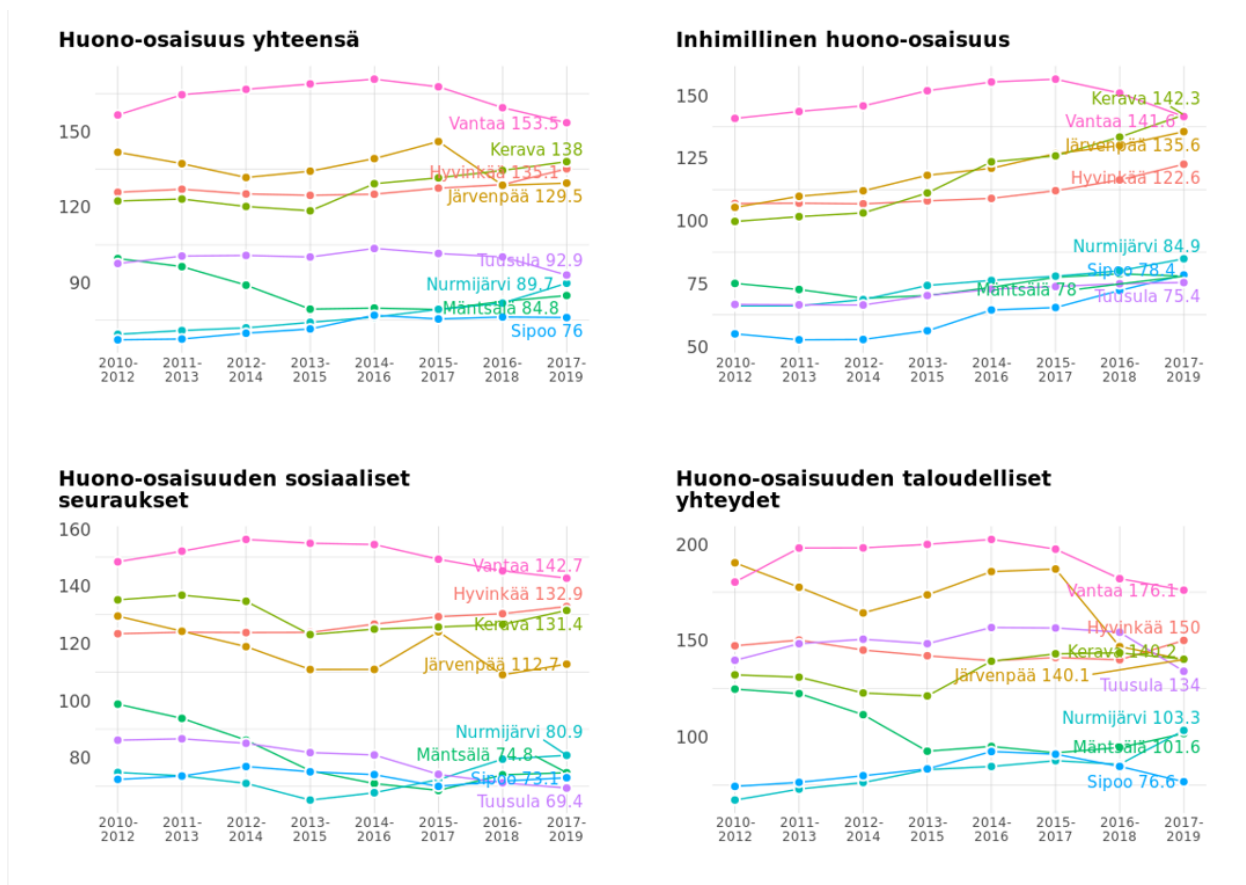 Huono-osaisuus yhteensä
150
120
90
Vantaa 153.5
Kerava 138
Hyvinkää 135.1
Järvenpää 129.5
Tuusula 92.9
Nurmijärvi 89.7
Mäntsälä 84.8
Sipoo 76
2010-
2012
2011-
2013
2012-
2014
2013-
2015
2014-
2016
2015-
2017
2016-
2018
2017-
2019
Inhimillinen huono-osaisuus
150
125
100
75
50
Kerava 142.3
Vantaa 141.6
Järvenpää 135.6
Hyvinkää 122.6
Nurmijärvi 84.9
Sipoo 78.4
Mäntsälä 78
Tuusula 75.4
2010-
2012
2011-
2013
2012-
2014
2013-
2015
2014-
2016
2015-
2017
2016-
2018
2017-
2019
Huono-osaisuuden sosiaaliset
seuraukset
160
140
120
100
80
Vantaa 142.7
Hyvinkää 132.9
Kerava 131.4
Järvenpää 112.7
Nurmijärvi 80.9
Mäntsälä 74.8
Sipoo 73.1
Tuusula 69.4
2010-
2012
2011-
2013
2012-
2014
2013-
2015
2014-
2016
2015-
2017
2016-
2018
2017-
2019
Huono-osaisuuden taloudelliset
yhteydet
200
150
100
Vantaa 176.1
Hyvinkää 150
Kerava 140.2
Järvenpää 140.1
Tuusula 134
Nurmijärvi 103.3
Mäntsälä 101.6
Sipoo 76.6
2010-
2012
2011-
2013
2012-
2014
2013-
2015
2014-
2016
2015-
2017
2016-
2018
2017-
2019